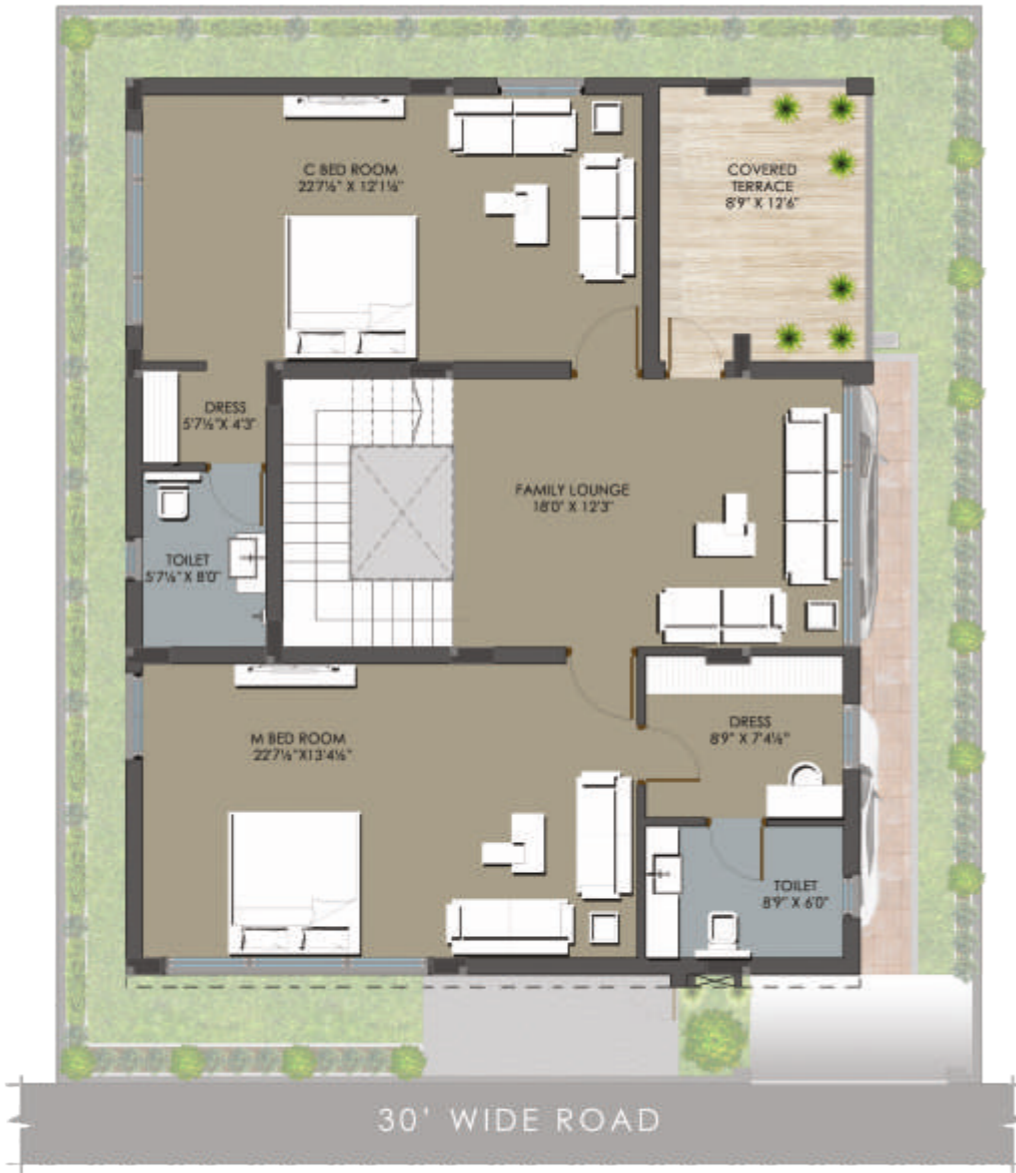 C BED ROOM
22'7½" X 12'1½"
COVERED
TERRACE
8'9" X 12'6"
DRESS
5'7½"X 4'3"
FAMILY LOUNGE
18'0" X 12'3"
TOILET
5'7½" X 8'0"
M BED ROOM
22'7½"X13'4½"
DRESS
8'9" X 7'4½"
TOILET
8'9" X 6'0"
30' WIDE ROAD